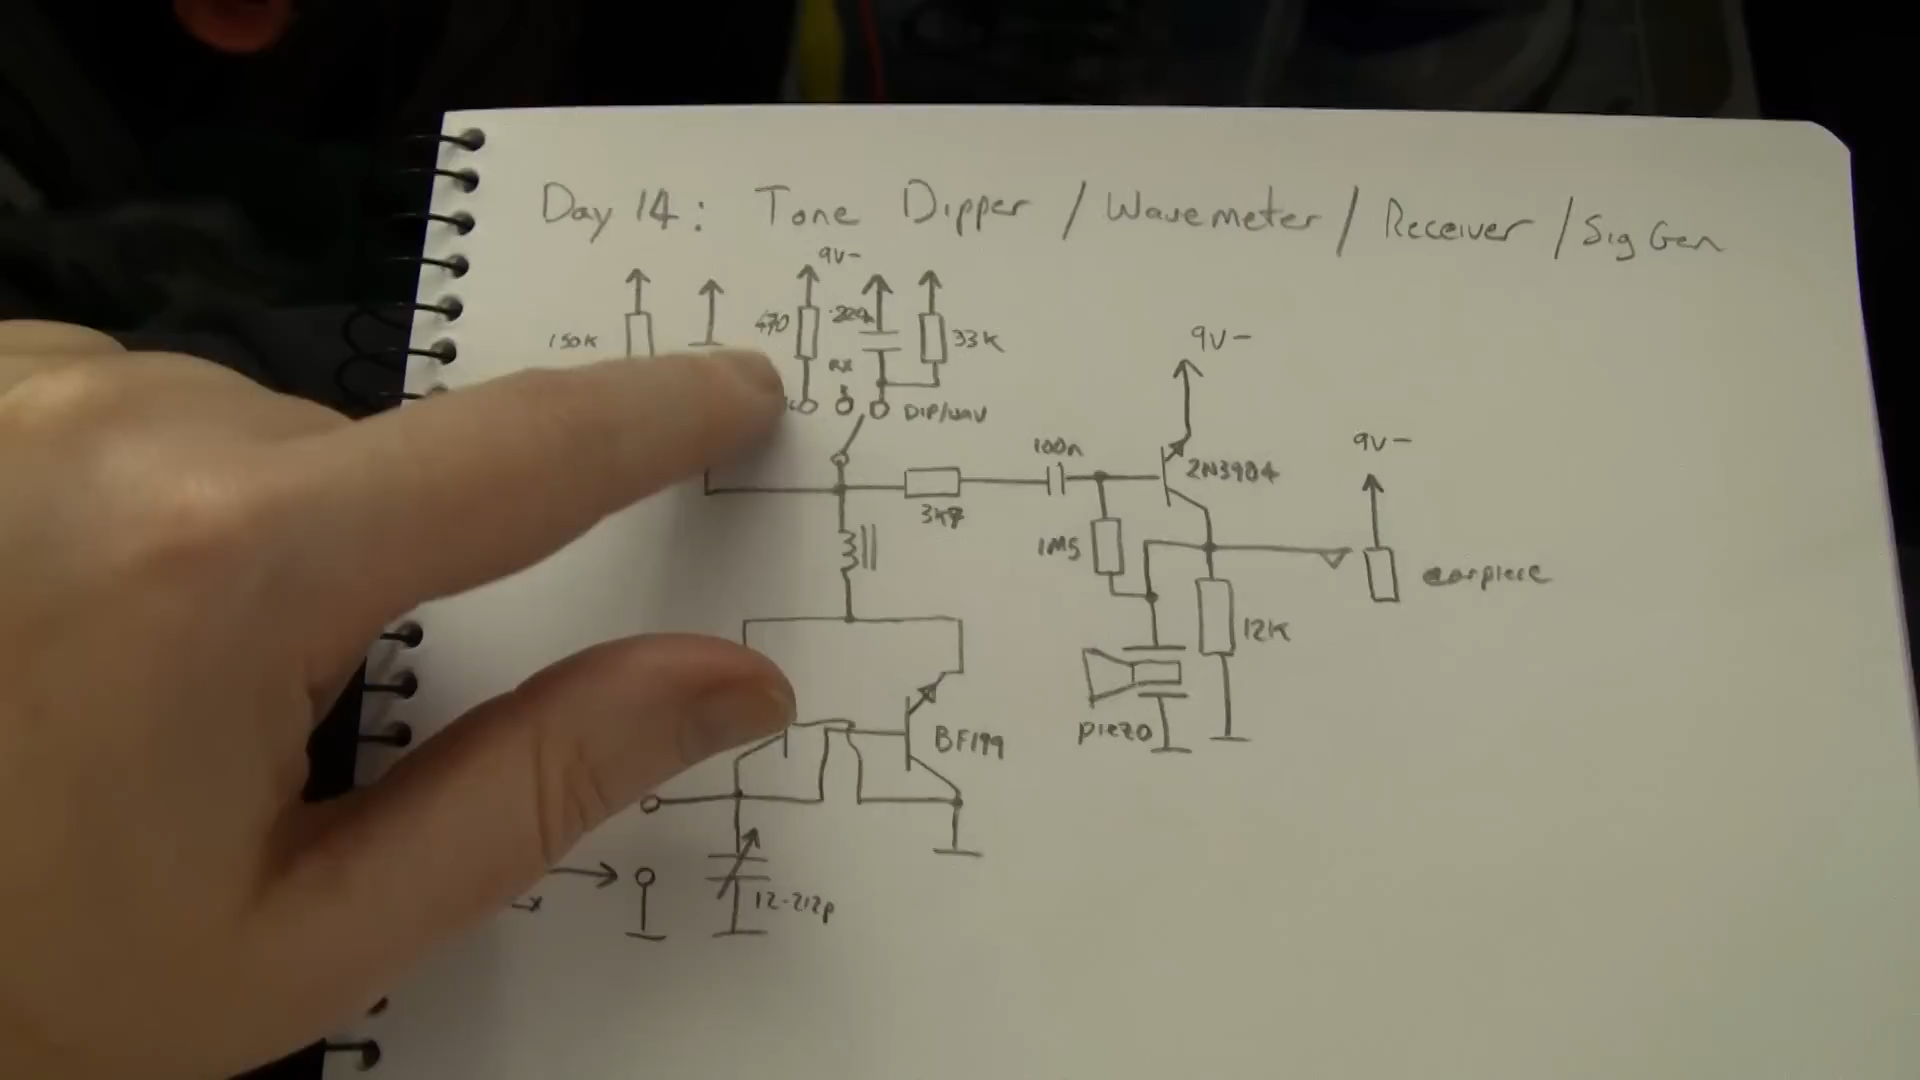 Day 14: Tone Dipper / Wavemeter / Receiver / Sig Gen
9V-
150K
470
33K
9V-
RX
DIP/WAV
9V-
100n
2N3904
1M5
earpiece
12K
piezo
BF199
12-212p